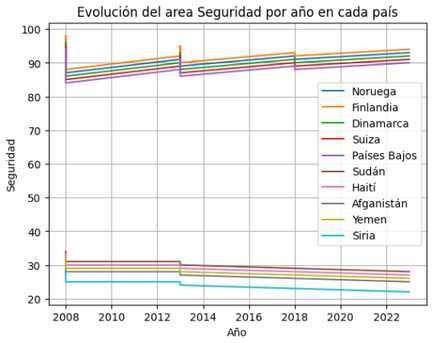 Evolución del area Seguridad por año en cada país
100
90
80
70
60
50
40
30
20
Seguridad
Noruega
Finlandia
Dinamarca
Suiza
Países Bajos
Sudán
Haití
Afganistán
Yemen
Siria
2008 2010 2012 2014 2016 2018 2020 2022
Año